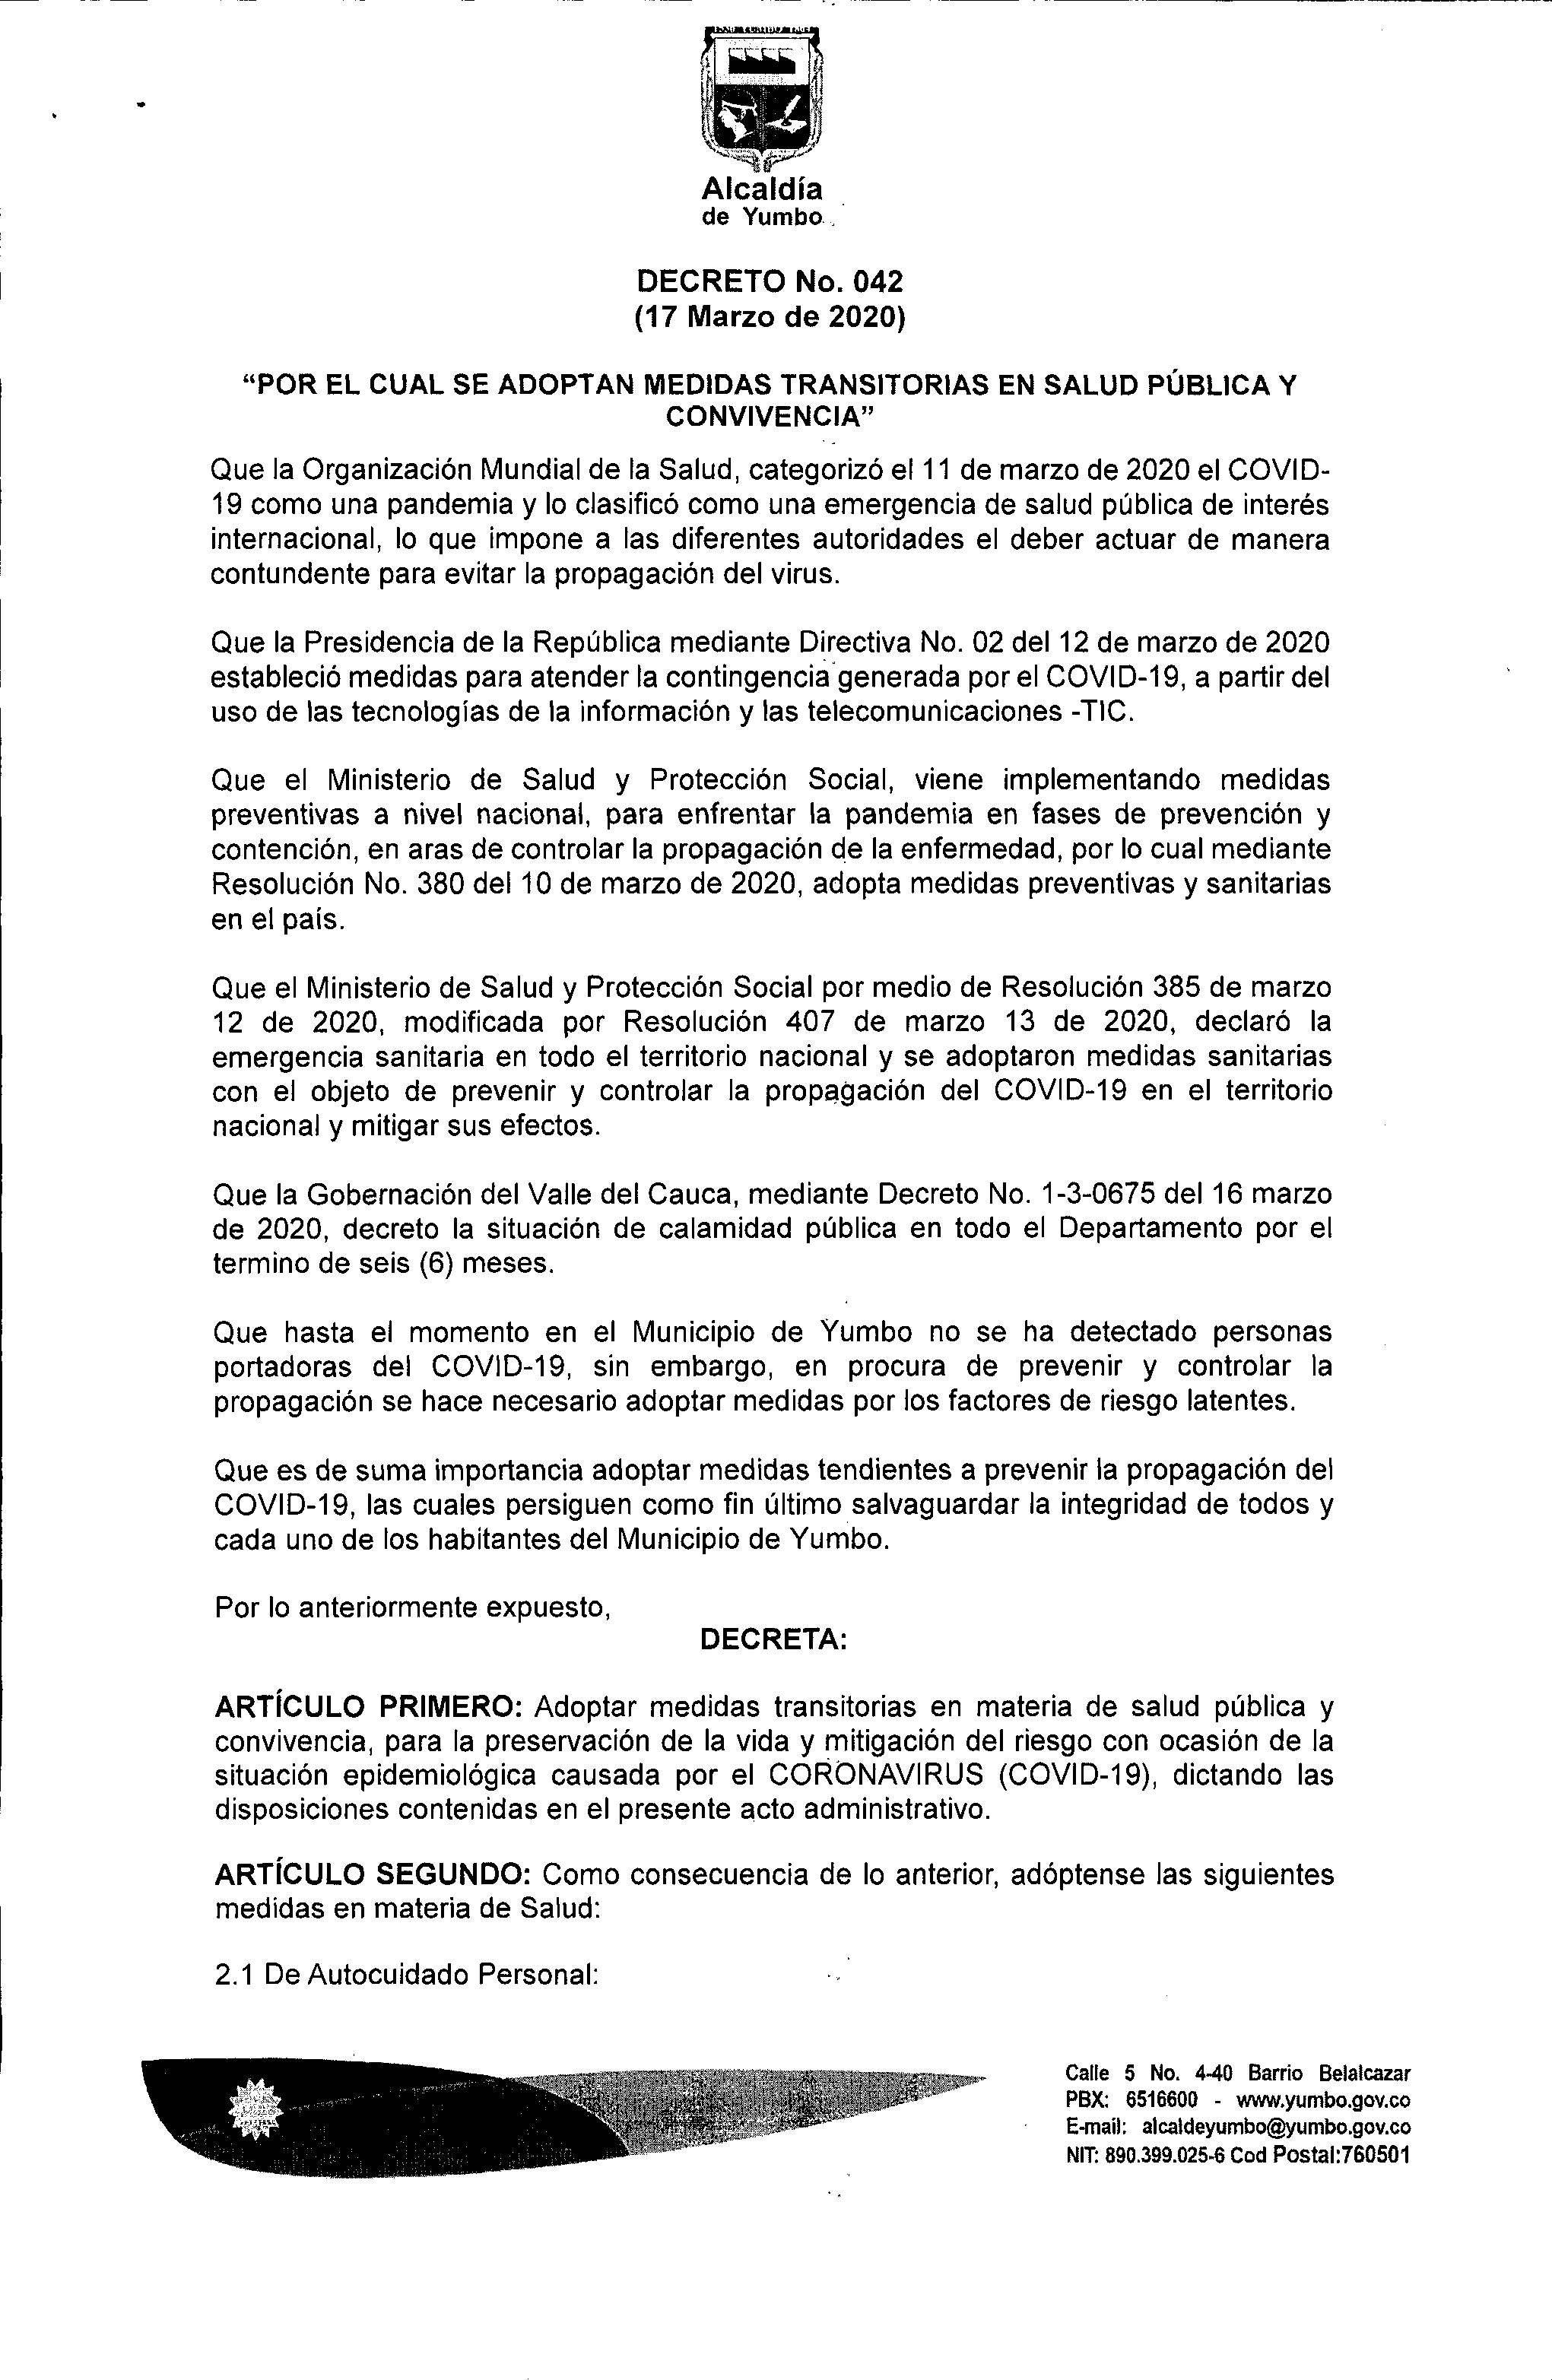 Alcaldía
de Yumbo
DECRETO No. 042
(17 Marzo de 2020)
“POR EL CUAL SE ADOPTAN MEDIDAS TRANSITORIAS EN SALUD PÚBLICA Y
CONVIVENCIA”
Que la Organización Mundial de la Salud, categorizó el 11 de marzo de 2020 el COVID-
19 como una pandemia y lo clasificó como una emergencia de salud pública de interés
internacional, lo que impone a las diferentes autoridades el deber actuar de manera
contundente para evitar la propagación del virus.
Que la Presidencia de la República mediante Directiva No. 02 del 12 de marzo de 2020
estableció medidas para atender la contingencia generada por el COVID-19, a partir del
uso de las tecnologías de la información y las telecomunicaciones -TIC.
Que el Ministerio de Salud y Protección Social, viene implementando medidas
preventivas a nivel nacional, para enfrentar la pandemia en fases de prevención y
contención, en aras de controlar la propagación de la enfermedad, por lo cual mediante
Resolución No. 380 del 10 de marzo de 2020, adopta medidas preventivas y sanitarias
en el país.
Que el Ministerio de Salud y Protección Social por medio de Resolución 385 de marzo
12 de 2020, modificada por Resolución 407 de marzo 13 de 2020, declaró la
emergencia sanitaria en todo el territorio nacional y se adoptaron medidas sanitarias
con el objeto de prevenir y controlar la propagación del COVID-19 en el territorio
nacional y mitigar sus efectos.
Que la Gobernación del Valle del Cauca, mediante Decreto No. 1-3-0675 del 16 marzo
de 2020, decreto la situación de calamidad pública en todo el Departamento por el
termino de seis (6) meses.
Que hasta el momento en el Municipio de Yumbo no se ha detectado personas
portadoras del COVID-19, sin embargo, en procura de prevenir y controlar la
propagación se hace necesario adoptar medidas por los factores de riesgo latentes.
Que es de suma importancia adoptar medidas tendientes a prevenir la propagación del
COVID-19, las cuales persiguen como fin último salvaguardar la integridad de todos y
cada uno de los habitantes del Municipio de Yumbo.
Por lo anteriormente expuesto,
DECRETA:
ARTÍCULO PRIMERO: Adoptar medidas transitorias en materia de salud pública y
convivencia, para la preservación de la vida y mitigación del riesgo con ocasión de la
situación epidemiológica causada por el CORONAVIRUS (COVID-19), dictando las
disposiciones contenidas en el presente acto administrativo.
ARTÍCULO SEGUNDO: Como consecuencia de lo anterior, adóptense las siguientes
medidas en materia de Salud:
2.1 De Autocuidado Personal:
Calle 5 No. 4-40 Barrio Belalcazar
PBX: 6516600 - www.yumbo.gov.co
E-mail: alcaldeyumbo@yumbo.gov.co
NIT: 890.399.025-6 Cod Postal:760501